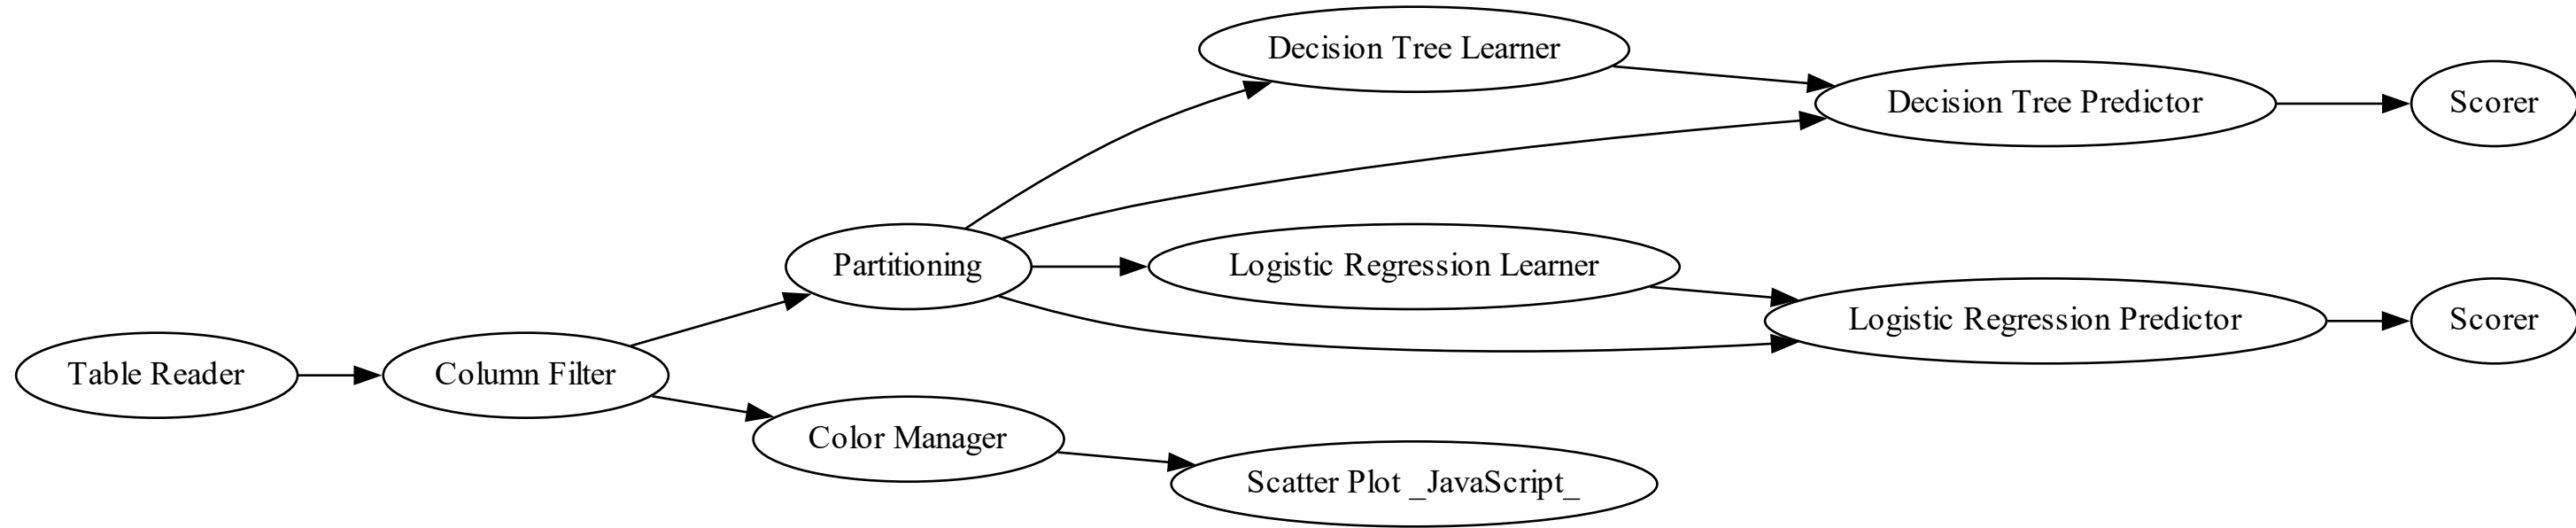 Decision Tree Learner
Decision Tree Predictor
Scorer
Partitioning
Logistic Regression Learner
Logistic Regression Predictor
Scorer
Table Reader
Column Filter
Color Manager
Scatter Plot _JavaScript_